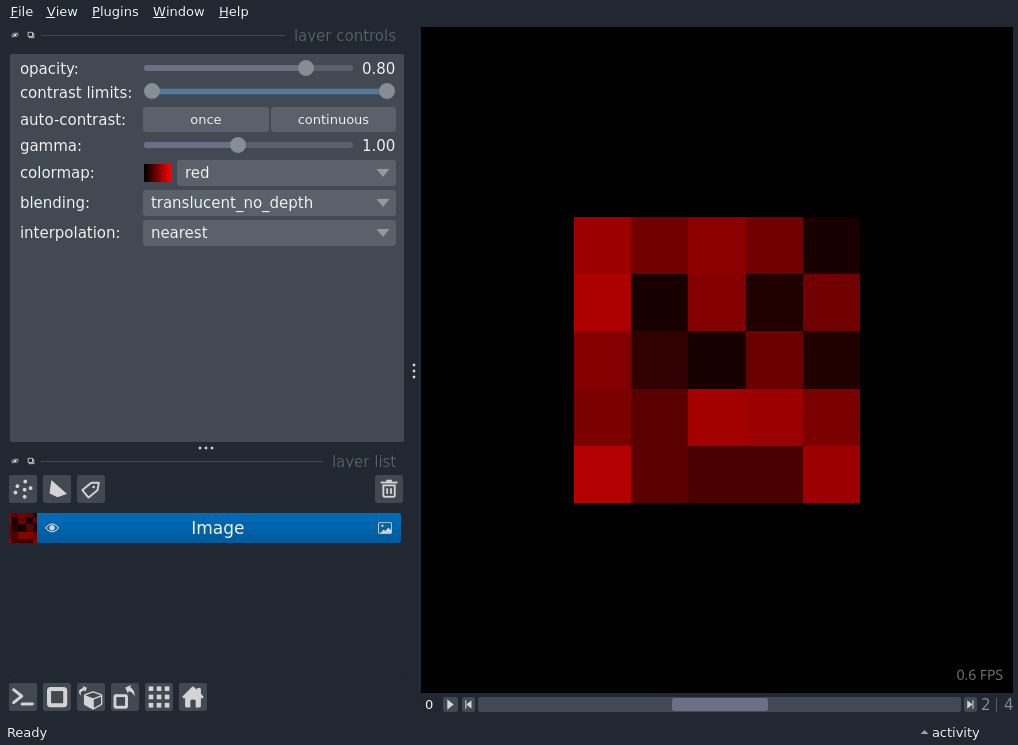 File View Plugins Window Help
layer controls
opacity: 0.80
contrast limits:
auto-contrast: once continuous
gamma: 1.00
colormap: red
blending: translucent_no_depth
interpolation: nearest
layer list
Image
0.6 FPS
0 2 | 4
Ready activity